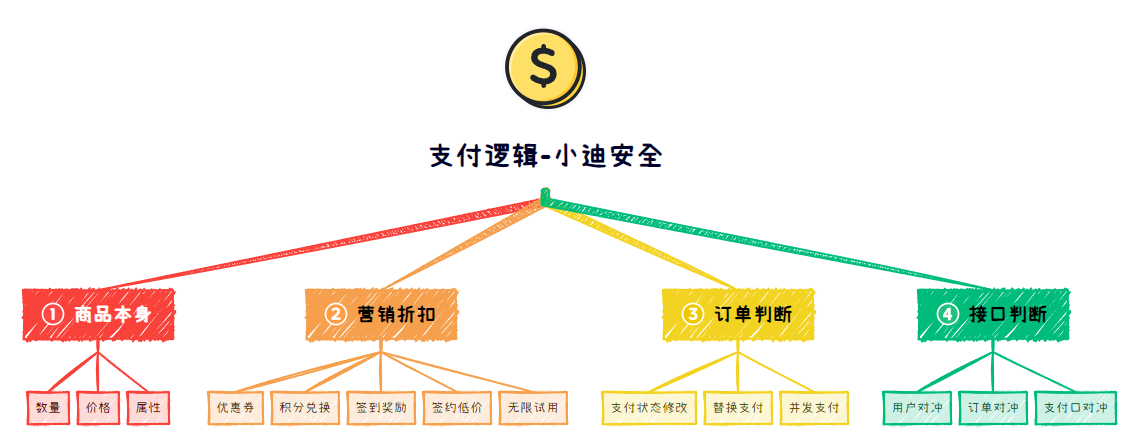 $
支付逻辑-小迪安全
① 商品本身
② 营销折扣
③ 订单判断
④ 接口判断
数量
价格
属性
优惠券
积分兑换
签到奖励
签约低价
无限试用
支付状态修改
替换支付
并发支付
用户对冲
订单对冲
支付口对冲